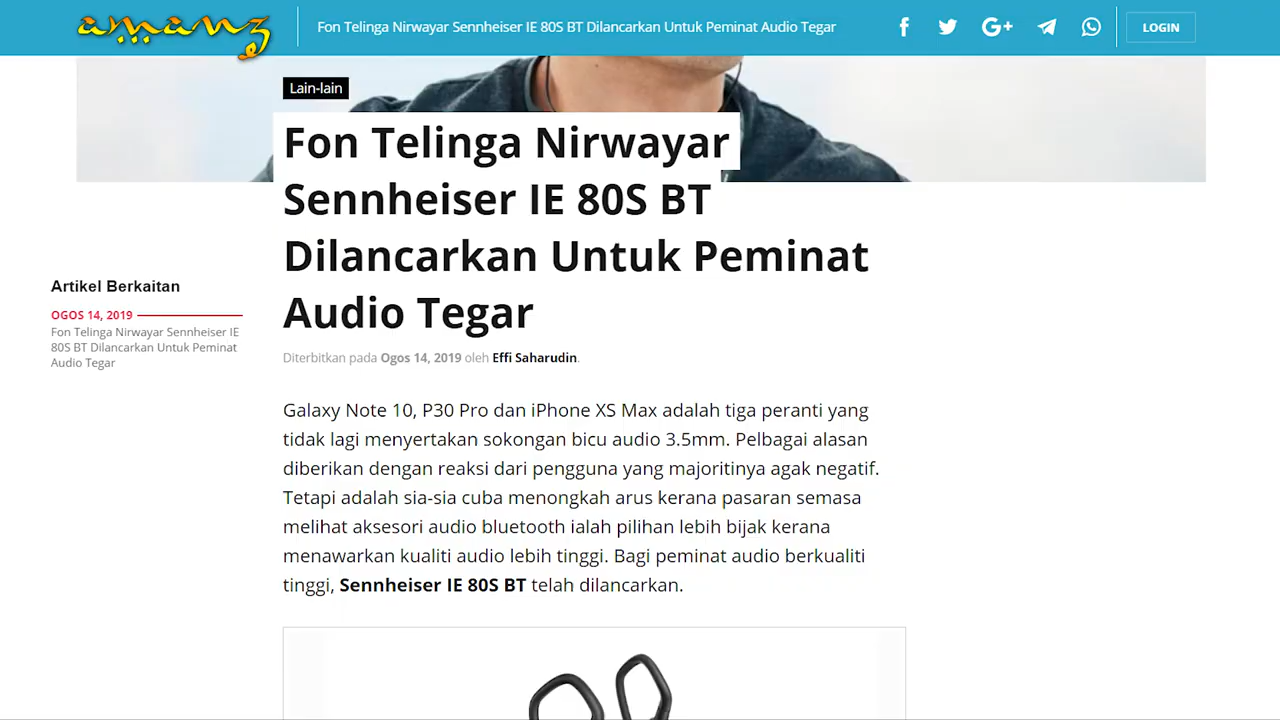 amanz
Fon Telinga Nirwayar Sennheiser IE 80S BT Dilancarkan Untuk Peminat Audio Tegar
LOGIN
Lain-lain
Fon Telinga Nirwayar
Sennheiser IE 80S BT
Dilancarkan Untuk Peminat
Audio Tegar
Diterbitkan pada Ogos 14, 2019 oleh Effi Saharudin.
Artikel Berkaitan
OGOS 14, 2019
Fon Telinga Nirwayar Sennheiser IE
80S BT Dilancarkan Untuk Peminat
Audio Tegar
Galaxy Note 10, P30 Pro dan iPhone XS Max adalah tiga peranti yang
tidak lagi menyertakan sokongan bicu audio 3.5mm. Pelbagai alasan
diberikan dengan reaksi dari pengguna yang majoritinya agak negatif.
Tetapi adalah sia-sia cuba menongkah arus kerana pasaran semasa
melihat aksesori audio bluetooth ialah pilihan lebih bijak kerana
menawarkan kualiti audio lebih tinggi. Bagi peminat audio berkualiti
tinggi, Sennheiser IE 80S BT telah dilancarkan.